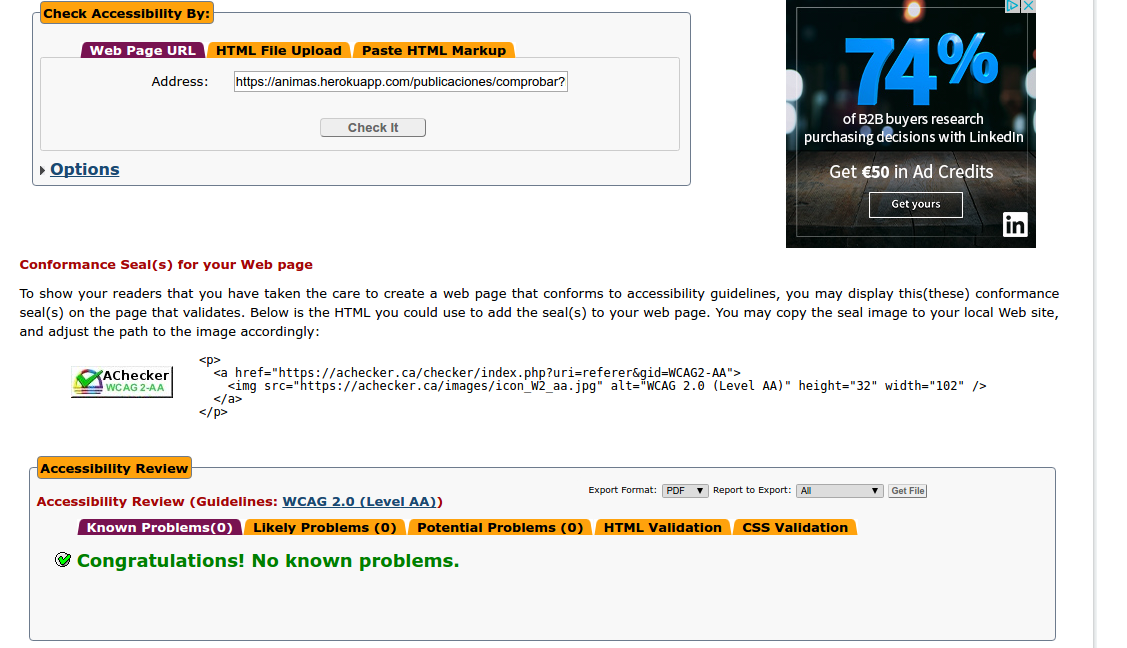 Check Accessibility By:
Web Page URL HTML File Upload Paste HTML Markup
Address: https://animas.herokuapp.com/publicaciones/comprobar?
Check It
Options
74%
of B2B buyers research
purchasing decisions with LinkedIn
Get €50 in Ad Credits
Get yours
in
Conformance Seal(s) for your Web page
To show your readers that you have taken the care to create a web page that conforms to accessibility guidelines, you may display this(these) conformance
seal(s) on the page that validates. Below is the HTML you could use to add the seal(s) to your web page. You may copy the seal image to your local Web site,
and adjust the path to the image accordingly:
AChecker
WCAG 2-AA
<p>
<a href="https://achecker.ca/checker/index.php?uri=referer&gid=WCAG2-AA">
<img src="https://achecker.ca/images/icon_W2_aa.jpg" alt="WCAG 2.0 (Level AA)" height="32" width="102" />
</a>
</p>
Accessibility Review
Export Format: PDF Report to Export: All Get File
Accessibility Review (Guidelines: WCAG 2.0 (Level AA))
Known Problems(0) Likely Problems (0) Potential Problems (0) HTML Validation CSS Validation
Congratulations! No known problems.